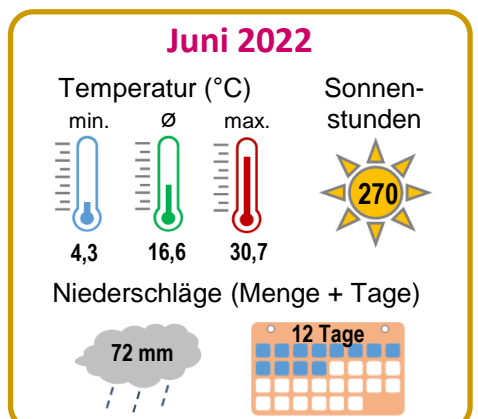 Juni 2022
Temperatur (°C)
min. Ø max.
4,3 16,6 30,7
Sonnen-
stunden
270
Niederschläge (Menge + Tage)
72 mm
12 Tage